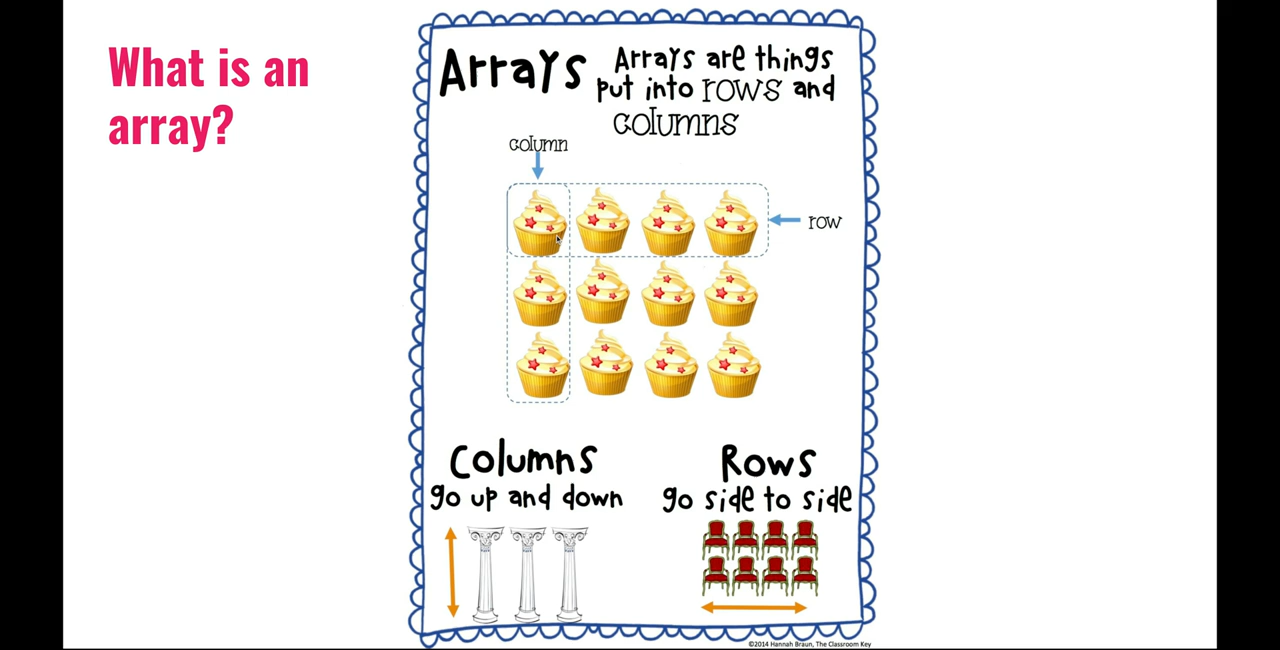 What is an
array?
Arrays
Arrays are things
put into rows and
columns
column
row
Columns
go up and down
Rows
go side to side
©2014 Hannah Braun, The Classroom Key